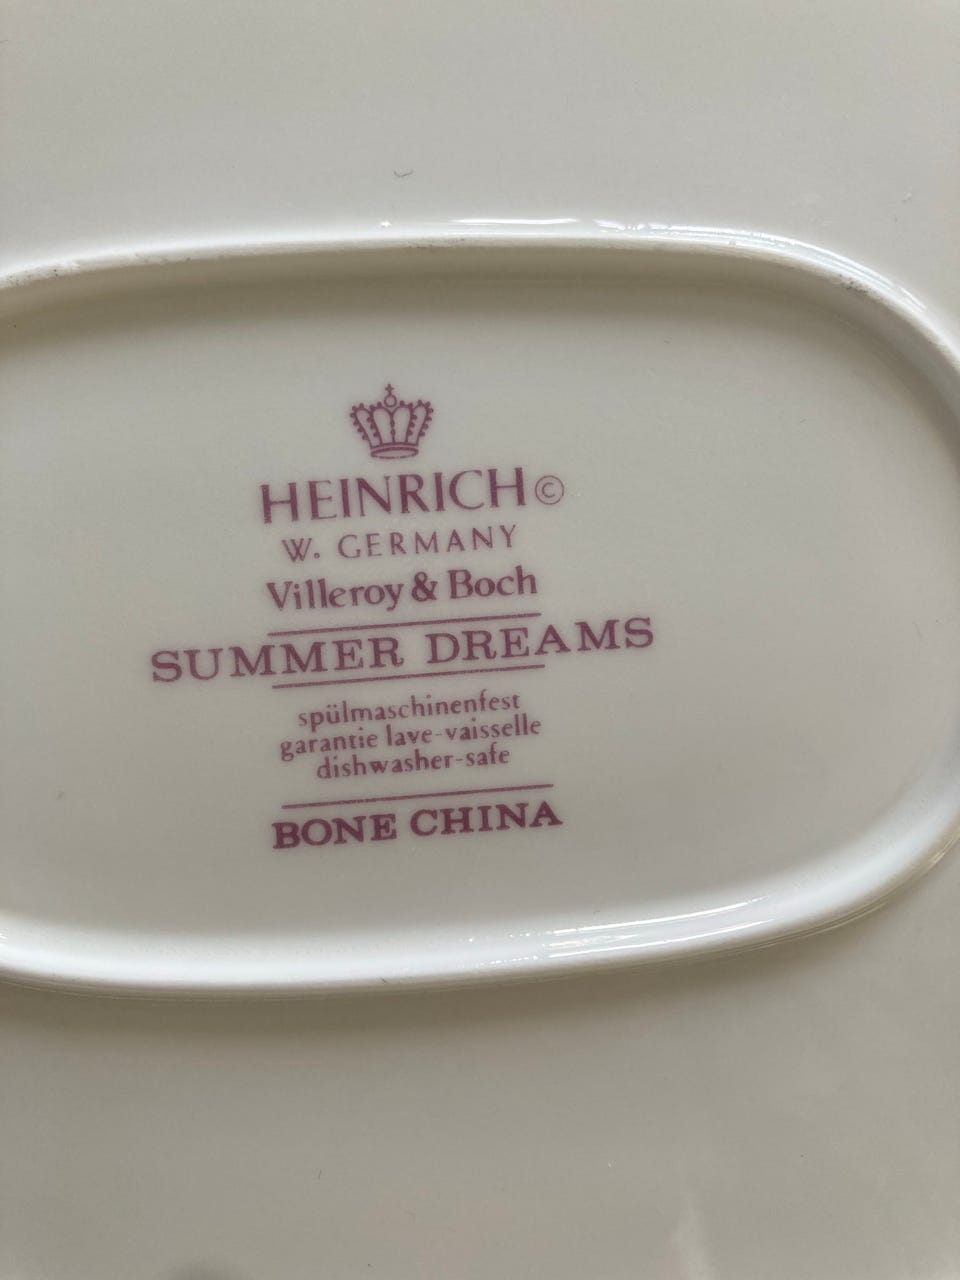 HEINRICH©
W. GERMANY
Villeroy & Boch
SUMMER DREAMS
spülmaschinenfest
garantie lave-vaisselle
dishwasher-safe
BONE CHINA